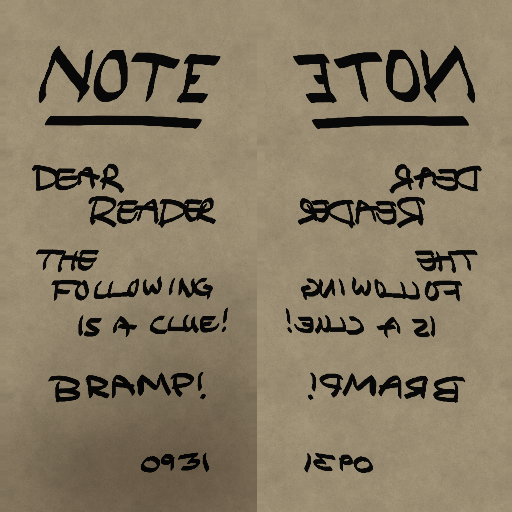 NOTE
DEAR
READER
THE
FOLLOWING
IS A CLUE!
BRAMP!
0931
NOTE
DEAR
READER
THE
FOLLOWING
IS A CLUE!
BRAMP!
0931